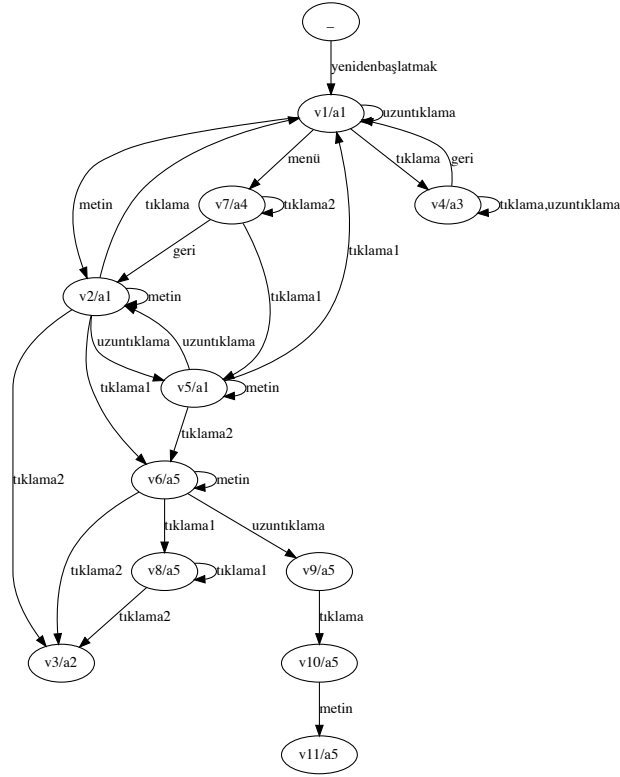 _
yenidenbaşlatmak
v1/a1
uzuntıklama
menü
tıklama
geri
metin
tıklama
v7/a4
tıklama2
v4/a3
tıklama,uzuntıklama
geri
tıklama1
v2/a1
metin
tıklama1
uzuntıklama
uzuntıklama
tıklama1
v5/a1
metin
tıklama2
tıklama2
v6/a5
metin
tıklama1
uzuntıklama
tıklama2
v8/a5
tıklama1
v9/a5
tıklama2
tıklama
v3/a2
v10/a5
metin
v11/a5